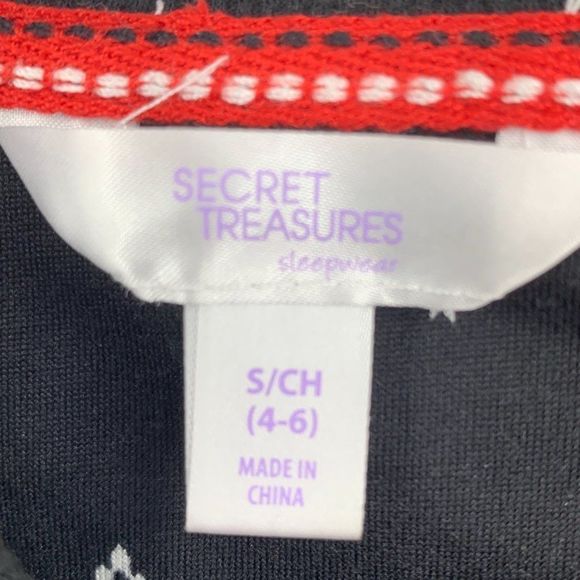 SECRET
TREASURES
sleepwear
S/CH
(4-6)
MADE IN
CHINA